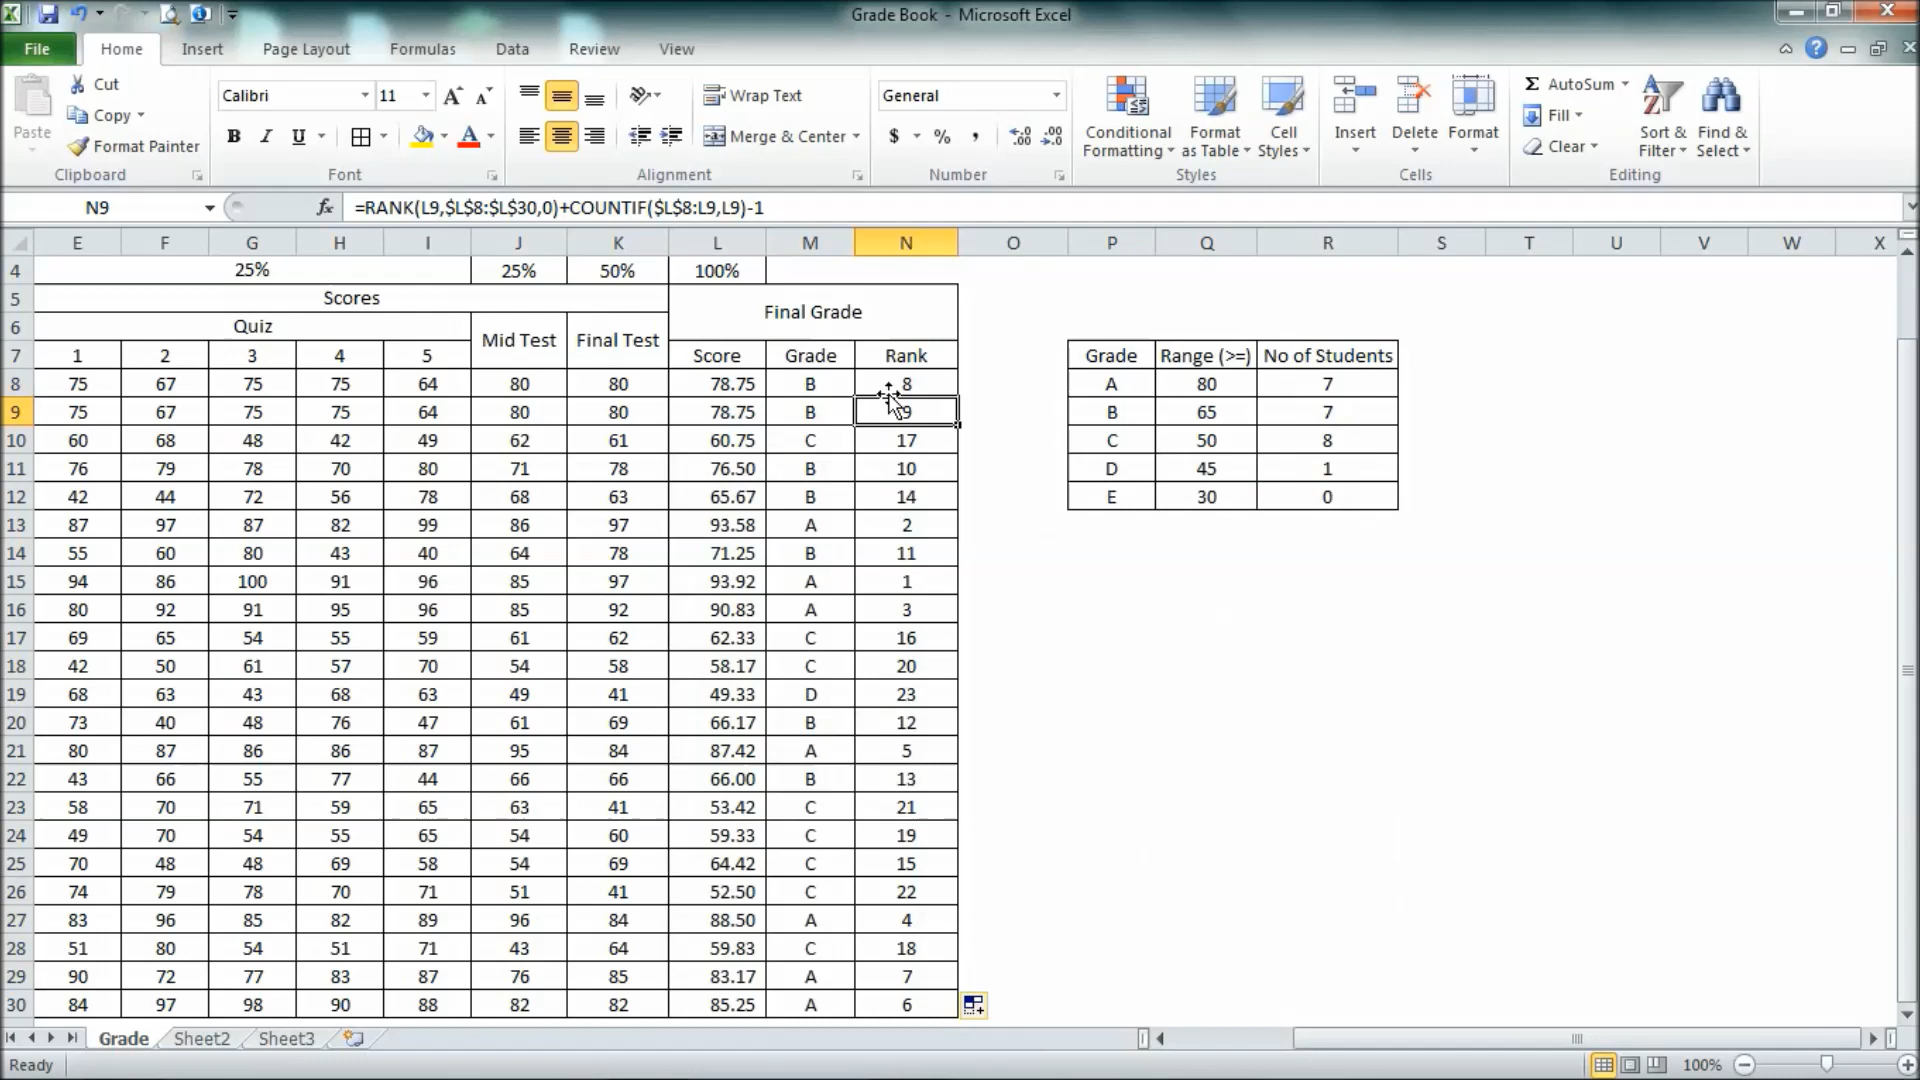 Grade Book - Microsoft Excel
File Home Insert Page Layout Formulas Data Review View
Paste Cut Calibri 11 Wrap Text General Conditional Formatting Format as Table Cell Styles Insert Delete Format Σ AutoSum Sort & Filter Find & Select
Copy Fill
Format Painter B I U A Merge & Center $ % , Clear
Clipboard Font Alignment Number Styles Cells Editing
N9 fx =RANK(L9,$L$8:$L$30,0)+COUNTIF($L$8:L9,L9)-1
E F G H I J K L M N O P Q R S T U V W X
4 25% 25% 50% 100%
5 Scores Final Grade
6 Quiz Mid Test Final Test
7 1 2 3 4 5 Score Grade Rank Grade Range (>=) No of Students
8 75 67 75 75 64 80 80 78.75 B 8 A 80 7
9 75 67 75 75 64 80 80 78.75 B 9 B 65 7
10 60 68 48 42 49 62 61 60.75 C 17 C 50 8
11 76 79 78 70 80 71 78 76.50 B 10 D 45 1
12 42 44 72 56 78 68 63 65.67 B 14 E 30 0
13 87 97 87 82 99 86 97 93.58 A 2
14 55 60 80 43 40 64 78 71.25 B 11
15 94 86 100 91 96 85 97 93.92 A 1
16 80 92 91 95 96 85 92 90.83 A 3
17 69 65 54 55 59 61 62 62.33 C 16
18 42 50 61 57 70 54 58 58.17 C 20
19 68 63 43 68 63 49 41 49.33 D 23
20 73 40 48 76 47 61 69 66.17 B 12
21 80 87 86 86 87 95 84 87.42 A 5
22 43 66 55 77 44 66 66 66.00 B 13
23 58 70 71 59 65 63 41 53.42 C 21
24 49 70 54 55 65 54 60 59.33 C 19
25 70 48 48 69 58 54 69 64.42 C 15
26 74 79 78 70 71 51 41 52.50 C 22
27 83 96 85 82 89 96 84 88.50 A 4
28 51 80 54 51 71 43 64 59.83 C 18
29 90 72 77 83 87 76 85 83.17 A 7
30 84 97 98 90 88 82 82 85.25 A 6
Grade Sheet2 Sheet3
Ready 100%